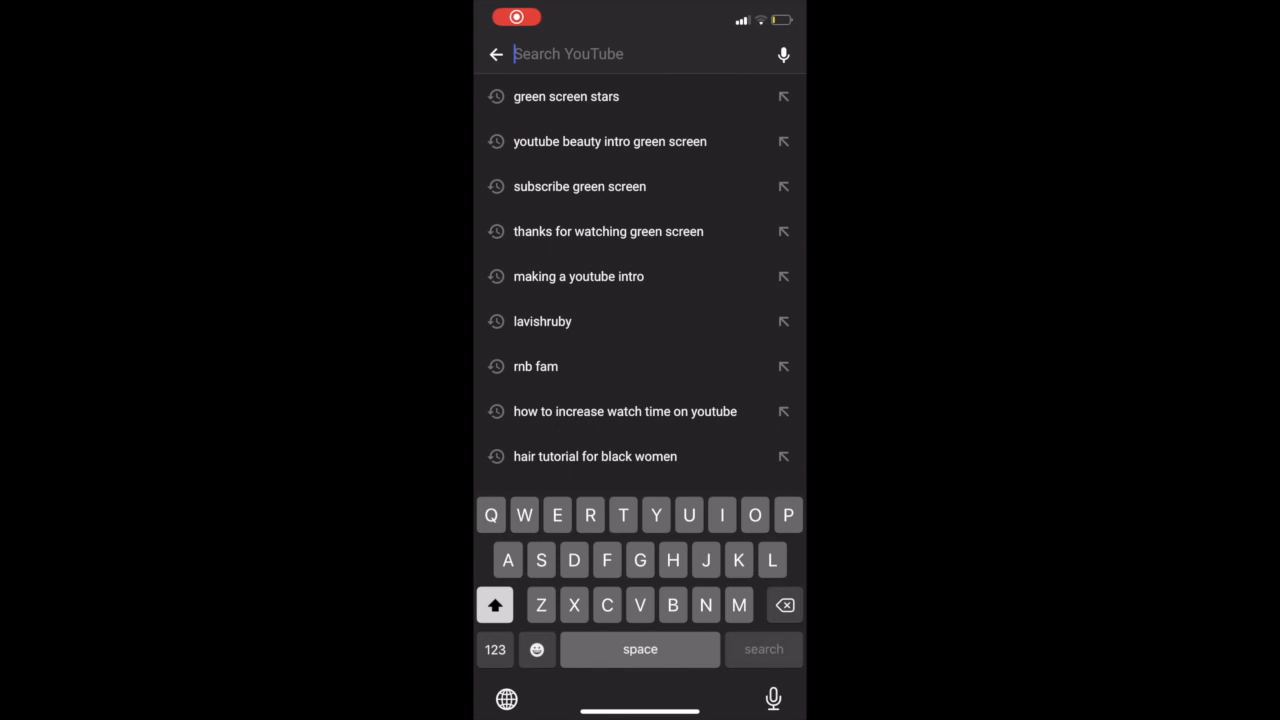 Search YouTube
green screen stars
youtube beauty intro green screen
subscribe green screen
thanks for watching green screen
making a youtube intro
lavishruby
rnb fam
how to increase watch time on youtube
hair tutorial for black women
Q W E R T Y U I O P
A S D F G H J K L
Z X C V B N M
123 space search